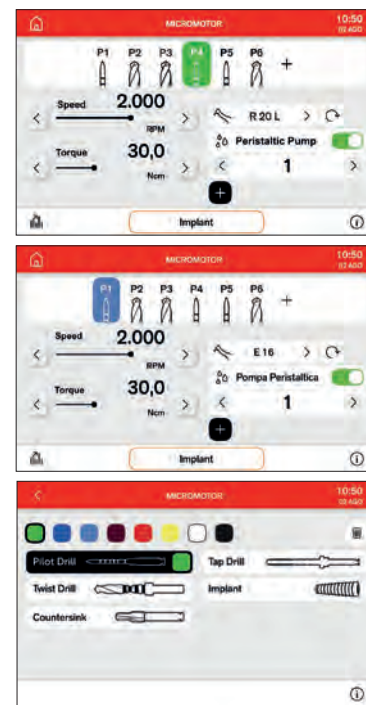 MICROMOTOR
10:50
02 AGO
P1 P2 P3 P4 P5 P6 +
Speed 2.000
RPM
R 20 L
Peristaltic Pump
Torque 30,0
Ncm
1
Implant
MICROMOTOR
10:50
02 AGO
P1 P2 P3 P4 P5 P6 +
Speed 2.000
RPM
E 16
Pompa Peristaltica
Torque 30,0
Ncm
1
Implant
MICROMOTOR
10:50
02 AGO
Pilot Drill
Tap Drill
Twist Drill
Implant
Countersink